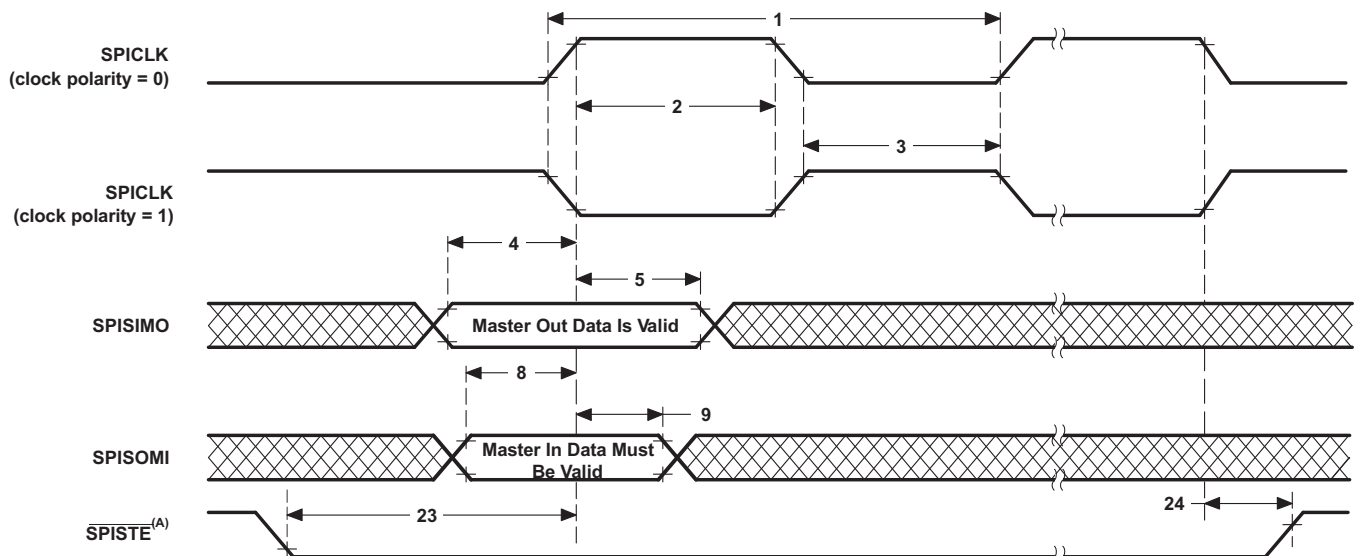 1
SPICLK
(clock polarity = 0)
2
3
SPICLK
(clock polarity = 1)
4
5
SPISIMO
Master Out Data Is Valid
8
9
SPISOMI
Master In Data Must
Be Valid
23
24
SPISTE(A)